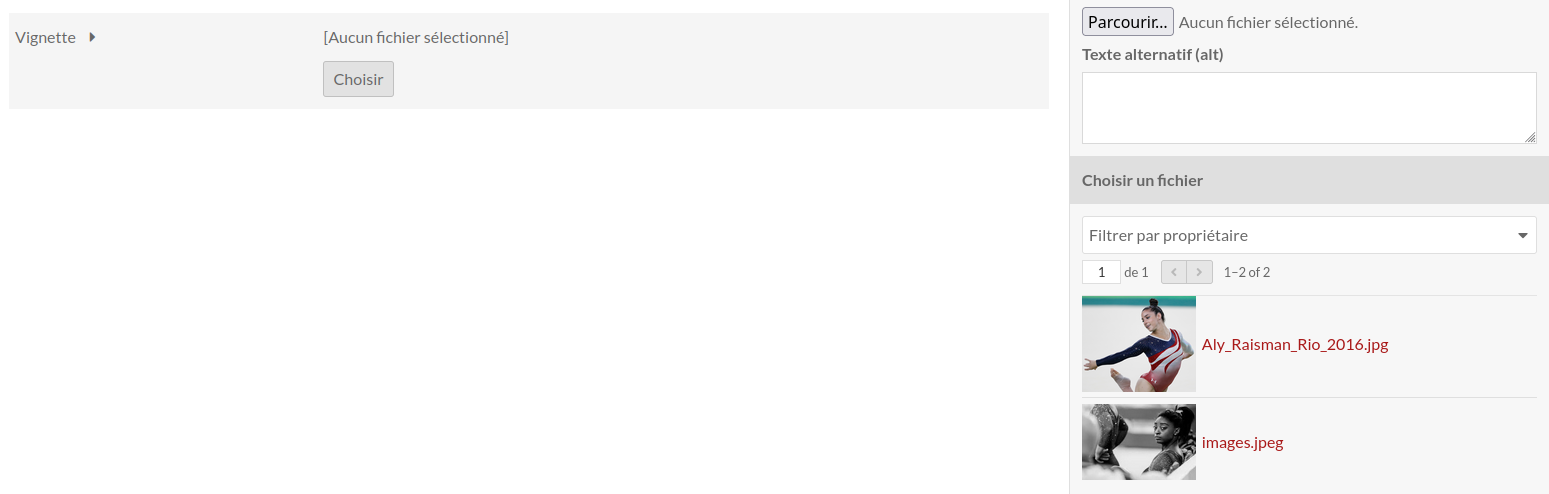 Vignette
[Aucun fichier sélectionné]
Choisir
Parcourir… Aucun fichier sélectionné.
Texte alternatif (alt)
Choisir un fichier
Filtrer par propriétaire
1 de 1 1–2 of 2
Aly_Raisman_Rio_2016.jpg
images.jpeg